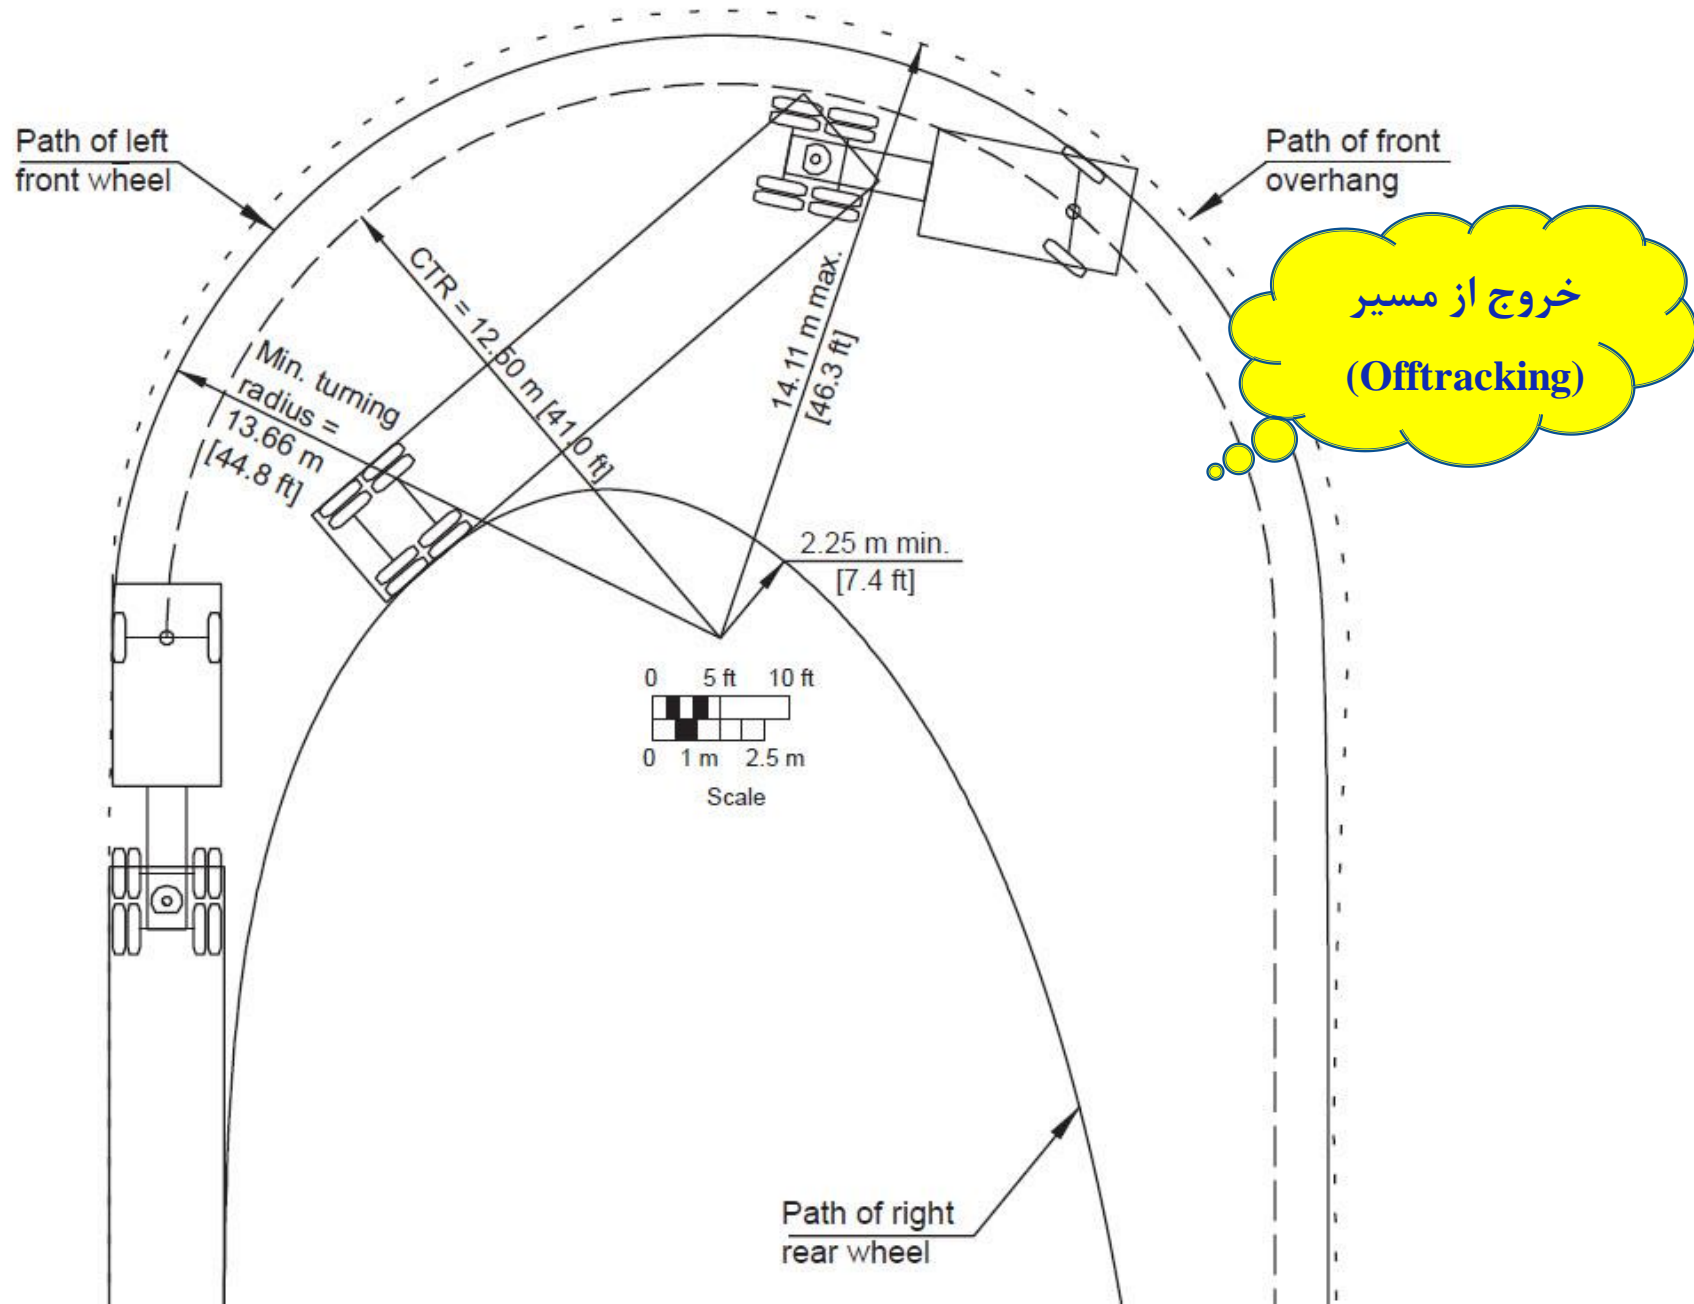 Path of left
front wheel
Path of front
overhang
خروج از مسیر
(Offtracking)
CTR = 12.50 m [41.0 ft]
14.11 m max.
[46.3 ft]
Min. turning
radius =
13.66 m
[44.8 ft]
2.25 m min.
[7.4 ft]
0 5 ft 10 ft
0 1 m 2.5 m
Scale
Path of right
rear wheel